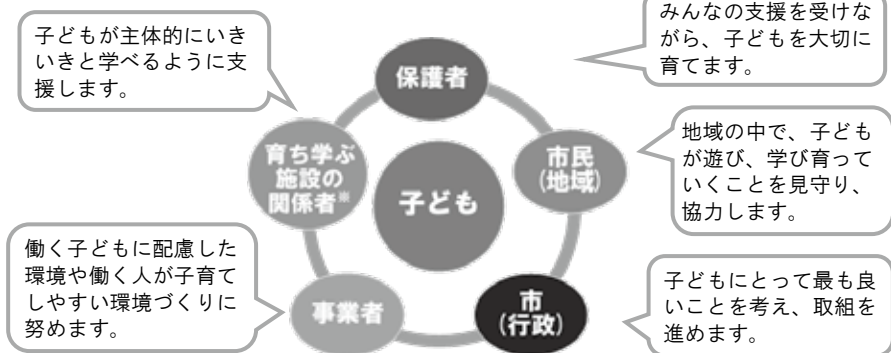 みんなの支援を受けな
がら、子どもを大切に
育てます。
子どもが主体的にいき
いきと学べるように支
援します。
保護者
育ち学ぶ
施設の
関係者※
市民
(地域)
地域の中で、子ども
が遊び、学び育って
いくことを見守り、
協力します。
子ども
働く子どもに配慮した
環境や働く人が子育て
しやすい環境づくりに
努めます。
事業者
市
(行政)
子どもにとって最も良
いことを考え、取組を
進めます。